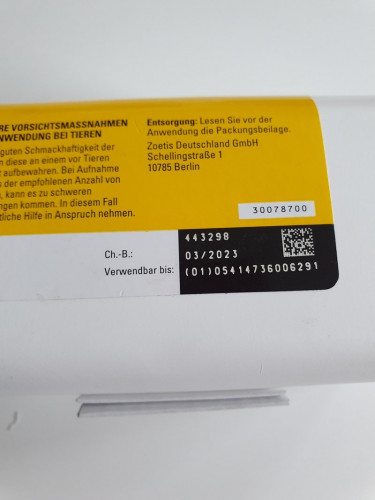 RE VORSICHTSMASSNAHMEN
NWENDUNG BEI TIEREN
guten Schmackhaftigkeit der
n diese an einem vor Tieren
t aufbewahren. Bei Aufnahme
s der empfohlenen Anzahl von
, kann es zu schweren
ngen kommen. In diesem Fall
tliche Hilfe in Anspruch nehmen.
Entsorgung: Lesen Sie vor der
Anwendung die Packungsbeilage.
Zoetis Deutschland GmbH
Schellingstraße 1
10785 Berlin
30078700
443298
Ch.-B.: 03/2023
Verwendbar bis: (01)05414736006291